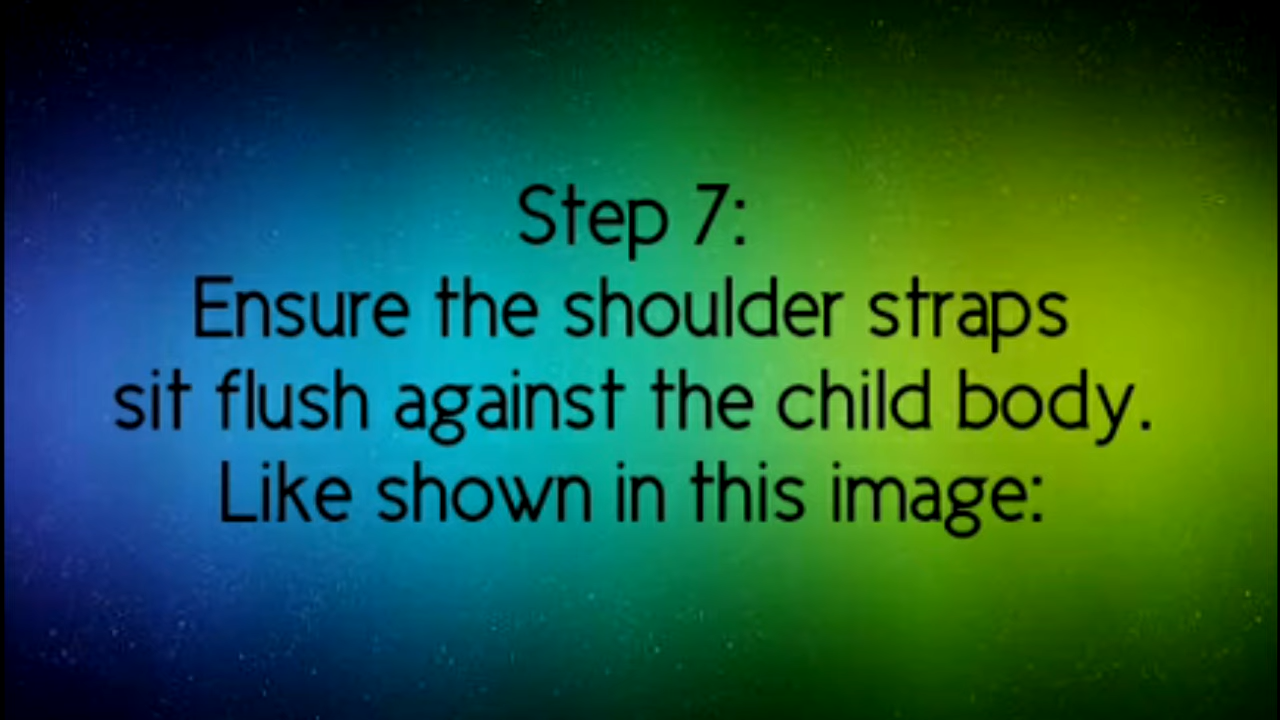 Step 7:
Ensure the shoulder straps
sit flush against the child body.
Like shown in this image: